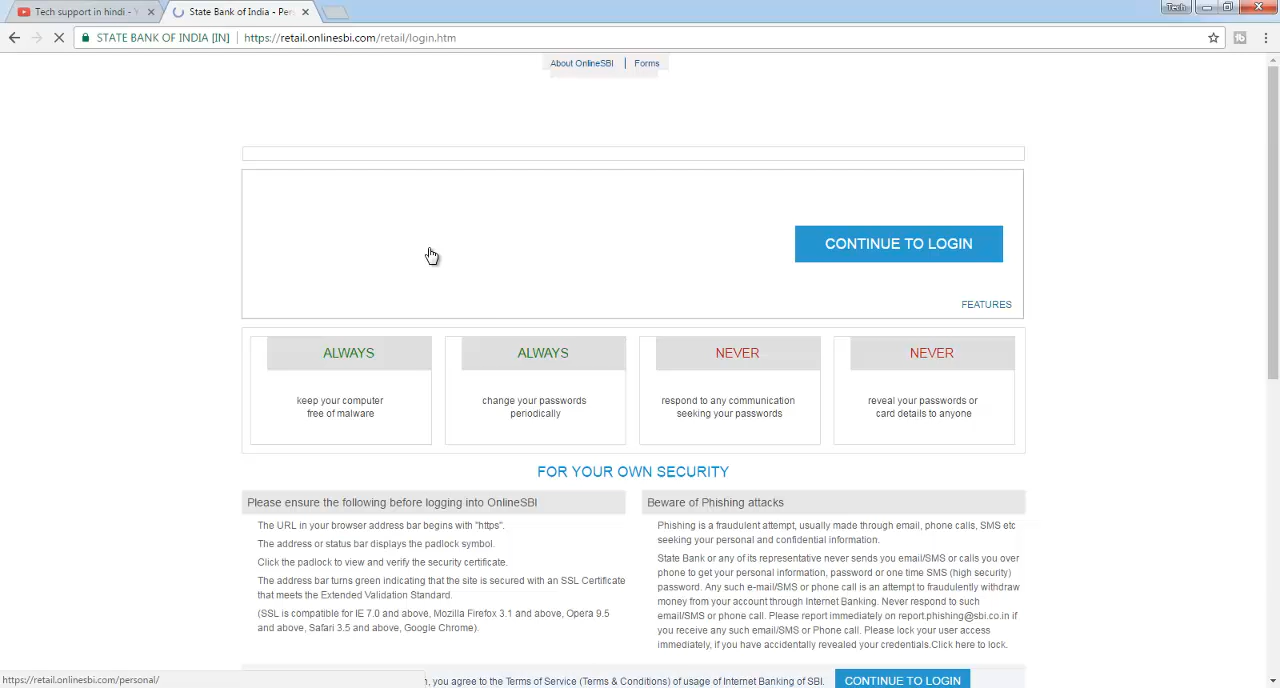 Tech support in hindi - Y
State Bank of India - Pers
Tech
STATE BANK OF INDIA [IN] | https://retail.onlinesbi.com/retail/login.htm
About OnlineSBI | Forms
CONTINUE TO LOGIN
FEATURES
ALWAYS
keep your computer
free of malware
ALWAYS
change your passwords
periodically
NEVER
respond to any communication
seeking your passwords
NEVER
reveal your passwords or
card details to anyone
FOR YOUR OWN SECURITY
Please ensure the following before logging into OnlineSBI
The URL in your browser address bar begins with "https".
The address or status bar displays the padlock symbol.
Click the padlock to view and verify the security certificate.
The address bar turns green indicating that the site is secured with an SSL Certificate
that meets the Extended Validation Standard.
(SSL is compatible for IE 7.0 and above, Mozilla Firefox 3.1 and above, Opera 9.5
and above, Safari 3.5 and above, Google Chrome).
Beware of Phishing attacks
Phishing is a fraudulent attempt, usually made through email, phone calls, SMS etc
seeking your personal and confidential information.
State Bank or any of its representative never sends you email/SMS or calls you over
phone to get your personal information, password or one time SMS (high security)
password. Any such e-mail/SMS or phone call is an attempt to fraudulently withdraw
money from your account through Internet Banking. Never respond to such
email/SMS or phone call. Please report immediately on report.phishing@sbi.co.in if
you receive any such email/SMS or Phone call. Please lock your user access
immediately, if you have accidentally revealed your credentials.Click here to lock.
, you agree to the Terms of Service (Terms & Conditions) of usage of Internet Banking of SBI.
CONTINUE TO LOGIN
https://retail.onlinesbi.com/personal/